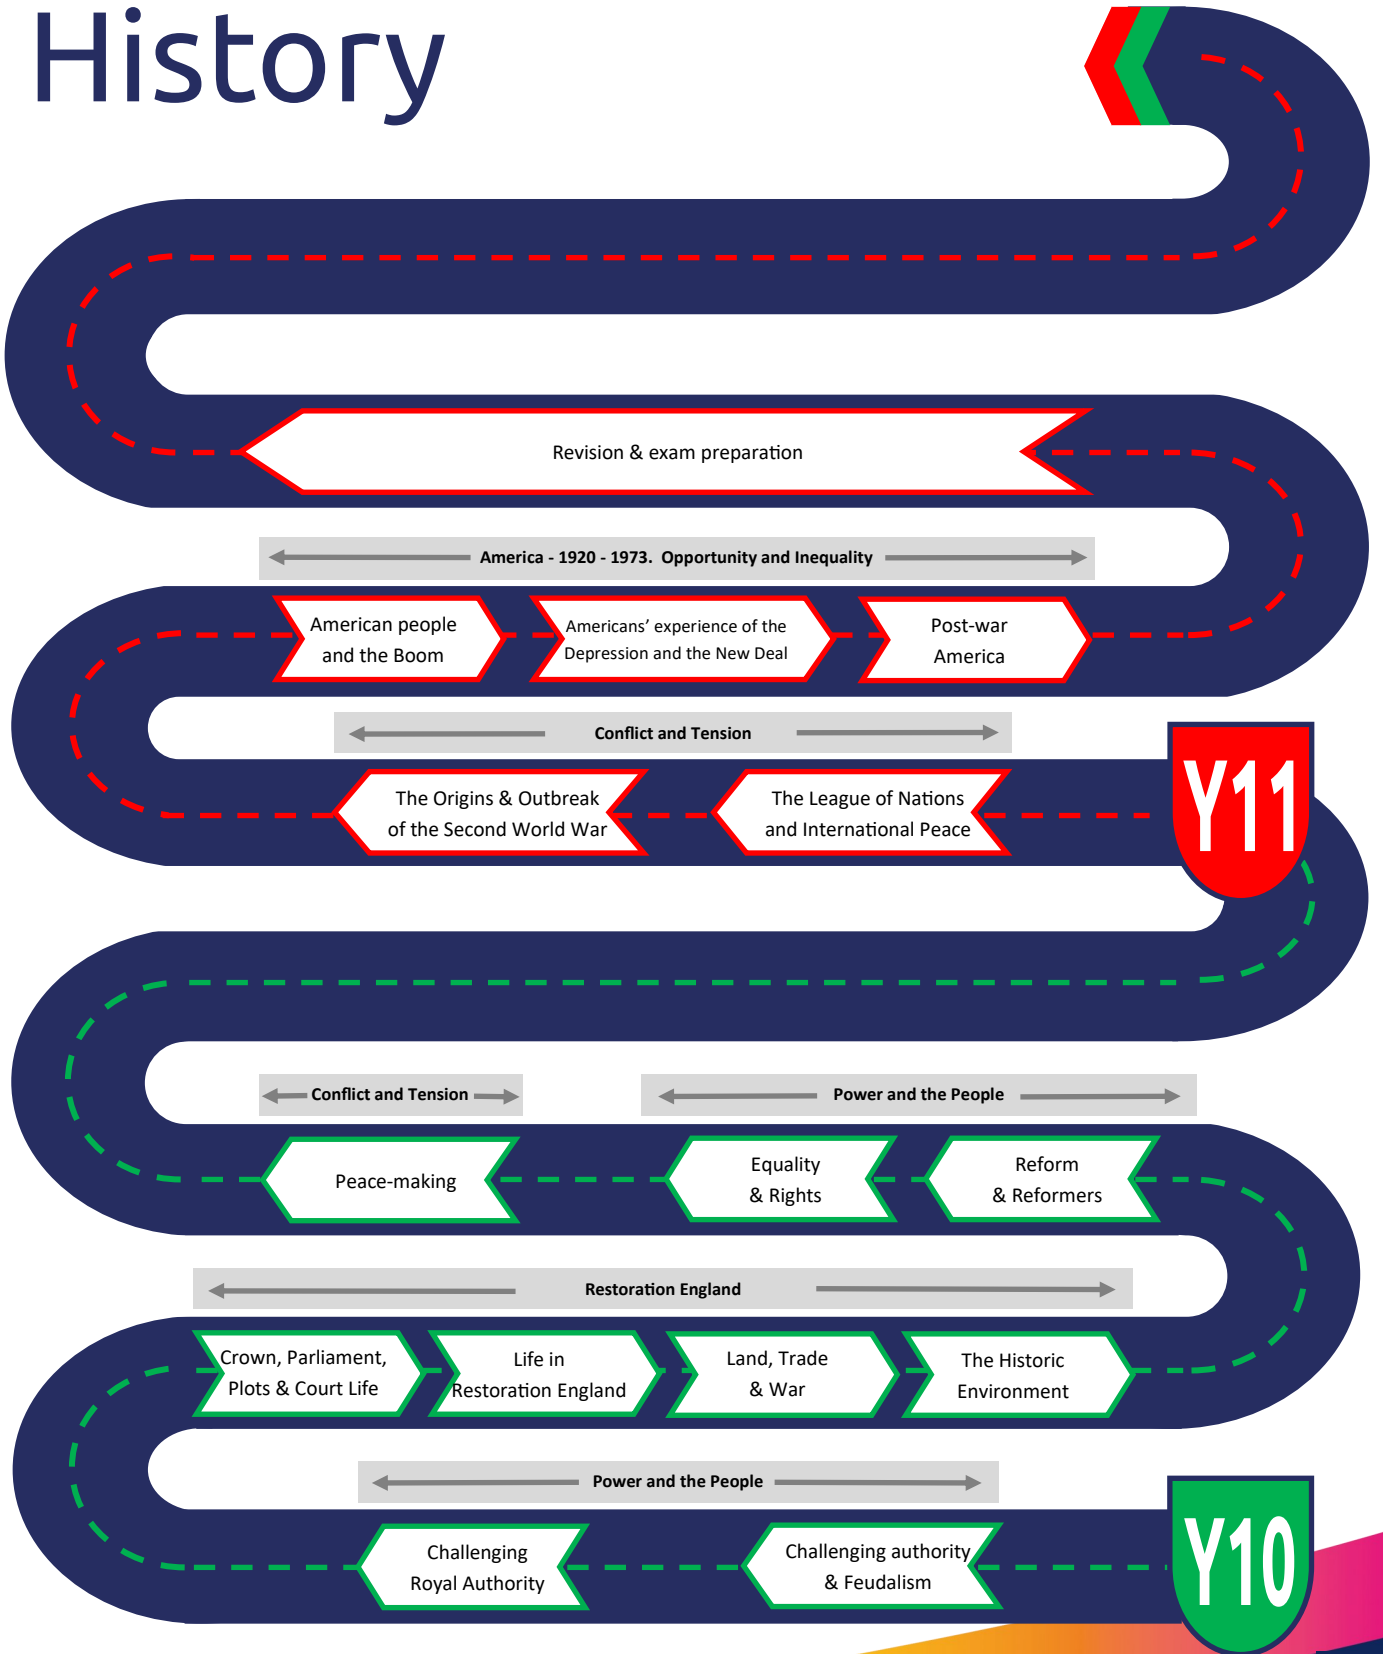 History
Revision & exam preparation
America - 1920 - 1973.  Opportunity and Inequality
American people
and the Boom
Americans’ experience of the
Depression and the New Deal
Post-war
America
Conflict and Tension
The Origins & Outbreak
of the Second World War
The League of Nations
and International Peace
Y11
Conflict and Tension
Power and the People
Peace-making
Equality
& Rights
Reform
& Reformers
Restoration England
Crown, Parliament,
Plots & Court Life
Life in
Restoration England
Land, Trade
& War
The Historic
Environment
Power and the People
Challenging
Royal Authority
Challenging authority
& Feudalism
Y10